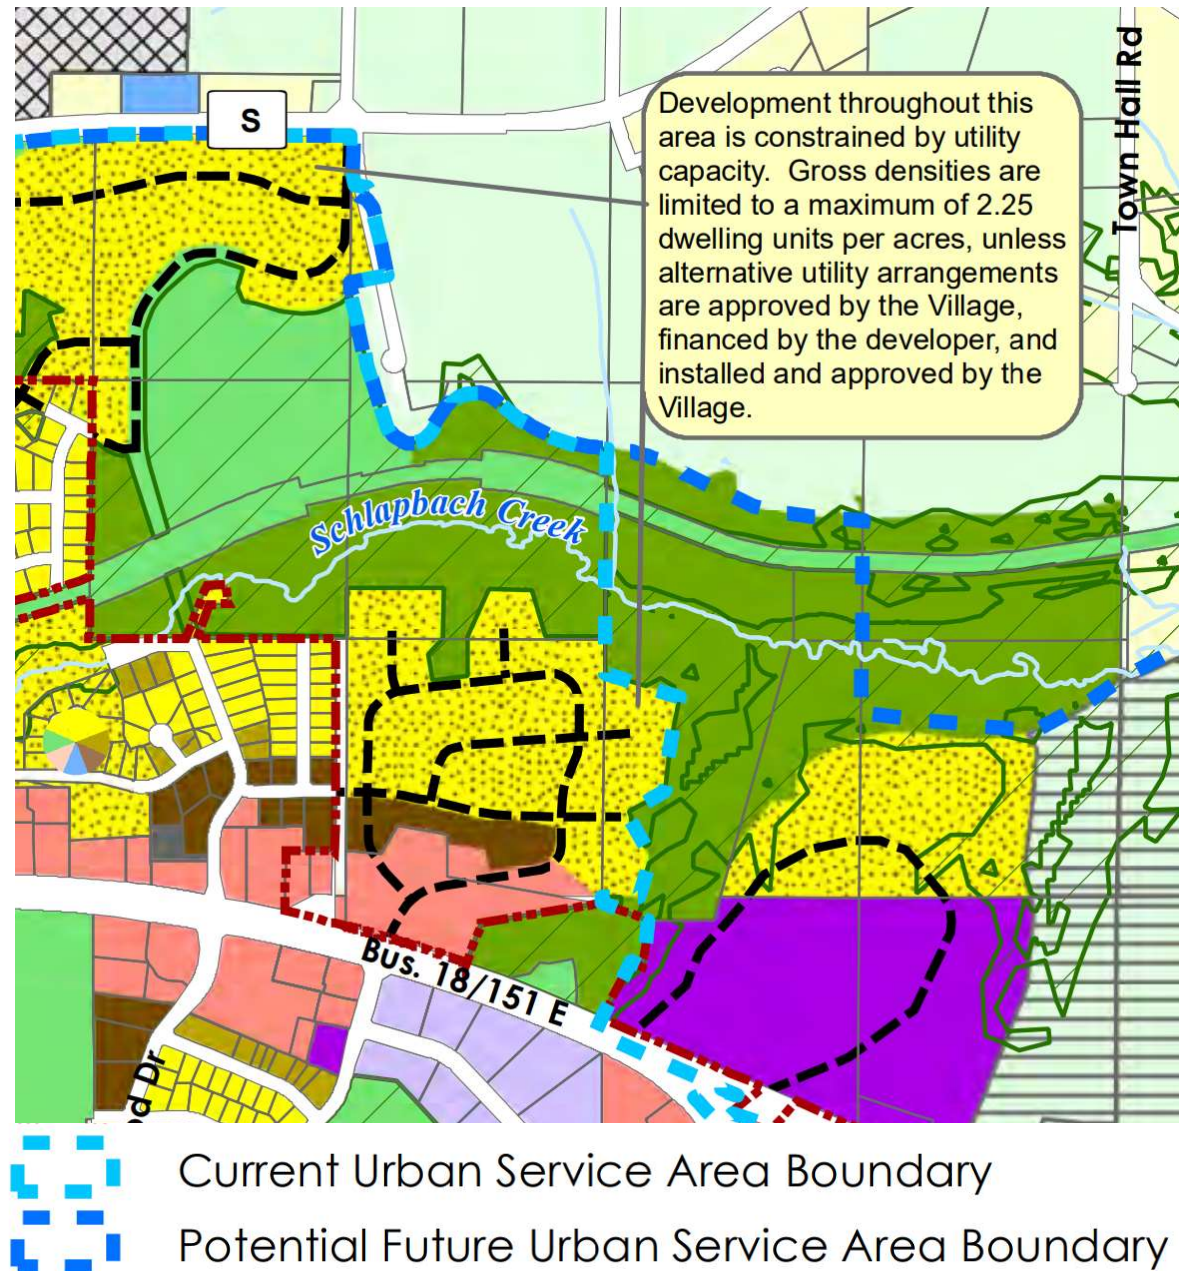 S
Town Hall Rd
Development throughout this
area is constrained by utility
capacity. Gross densities are
limited to a maximum of 2.25
dwelling units per acres, unless
alternative utility arrangements
are approved by the Village,
financed by the developer, and
installed and approved by the
Village.
Schlapbach Creek
Bus. 18/151 E
od Dr
Current Urban Service Area Boundary
Potential Future Urban Service Area Boundary